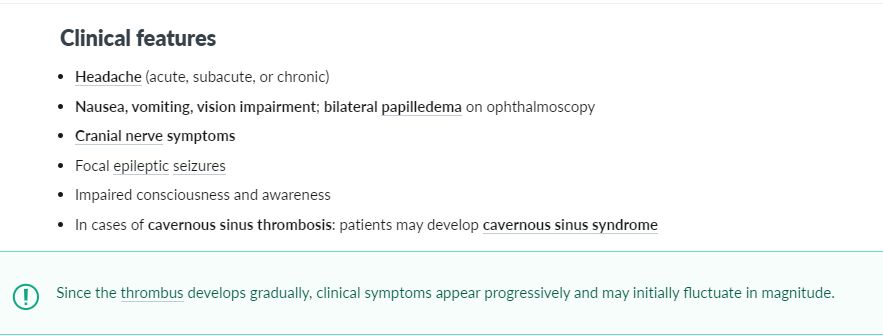 Clinical features
• Headache (acute, subacute, or chronic)
• Nausea, vomiting, vision impairment; bilateral papilledema on ophthalmoscopy
• Cranial nerve symptoms
• Focal epileptic seizures
• Impaired consciousness and awareness
• In cases of cavernous sinus thrombosis: patients may develop cavernous sinus syndrome
Since the thrombus develops gradually, clinical symptoms appear progressively and may initially fluctuate in magnitude.